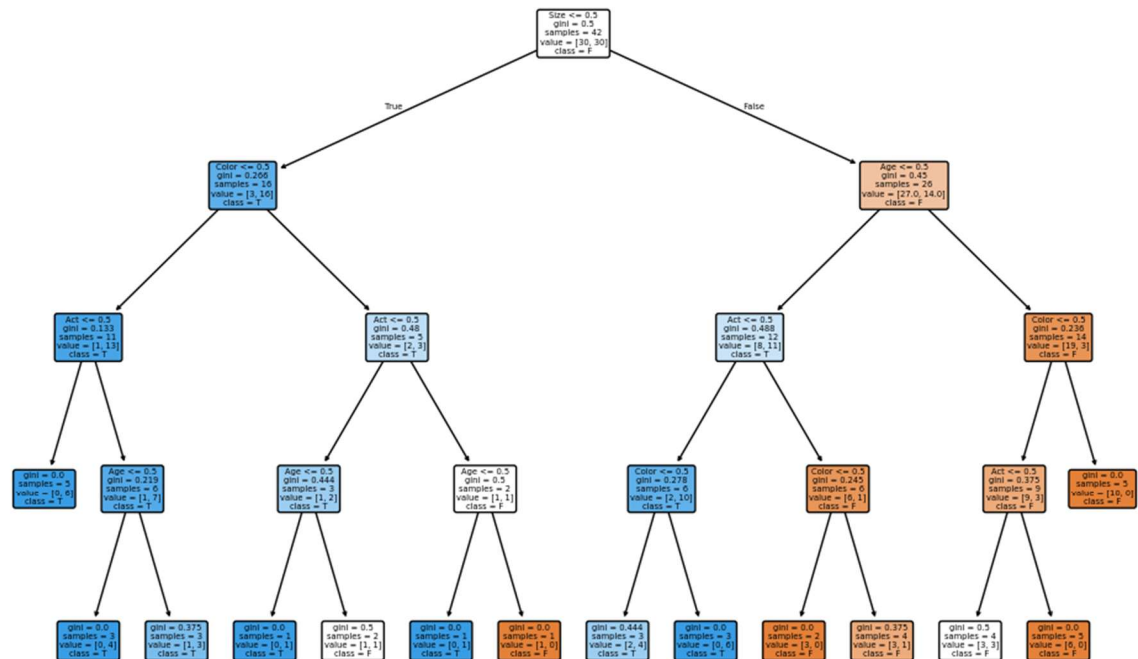 Size <= 0.5
gini = 0.5
samples = 42
value = [30, 30]
class = F
True
False
Color <= 0.5
gini = 0.266
samples = 16
value = [3, 16]
class = T
Age <= 0.5
gini = 0.45
samples = 26
value = [27.0, 14.0]
class = F
Act <= 0.5
gini = 0.133
samples = 11
value = [1, 13]
class = T
Act <= 0.5
gini = 0.48
samples = 5
value = [2, 3]
class = T
Act <= 0.5
gini = 0.488
samples = 12
value = [8, 11]
class = T
Color <= 0.5
gini = 0.236
samples = 14
value = [19, 3]
class = F
gini = 0.0
samples = 5
value = [0, 6]
class = T
Age <= 0.5
gini = 0.219
samples = 6
value = [1, 7]
class = T
Age <= 0.5
gini = 0.444
samples = 3
value = [1, 2]
class = T
Age <= 0.5
gini = 0.5
samples = 2
value = [1, 1]
class = F
Color <= 0.5
gini = 0.278
samples = 6
value = [2, 10]
class = T
Color <= 0.5
gini = 0.245
samples = 6
value = [6, 1]
class = F
Act <= 0.5
gini = 0.375
samples = 9
value = [9, 3]
class = F
gini = 0.0
samples = 5
value = [10, 0]
class = F
gini = 0.0
samples = 3
value = [0, 4]
class = T
gini = 0.375
samples = 3
value = [1, 3]
class = T
gini = 0.0
samples = 1
value = [0, 1]
class = T
gini = 0.5
samples = 2
value = [1, 1]
class = F
gini = 0.0
samples = 1
value = [0, 1]
class = T
gini = 0.0
samples = 1
value = [1, 0]
class = F
gini = 0.444
samples = 3
value = [2, 4]
class = T
gini = 0.0
samples = 3
value = [0, 6]
class = T
gini = 0.0
samples = 2
value = [3, 0]
class = F
gini = 0.375
samples = 4
value = [3, 1]
class = F
gini = 0.5
samples = 4
value = [3, 3]
class = F
gini = 0.0
samples = 5
value = [6, 0]
class = F